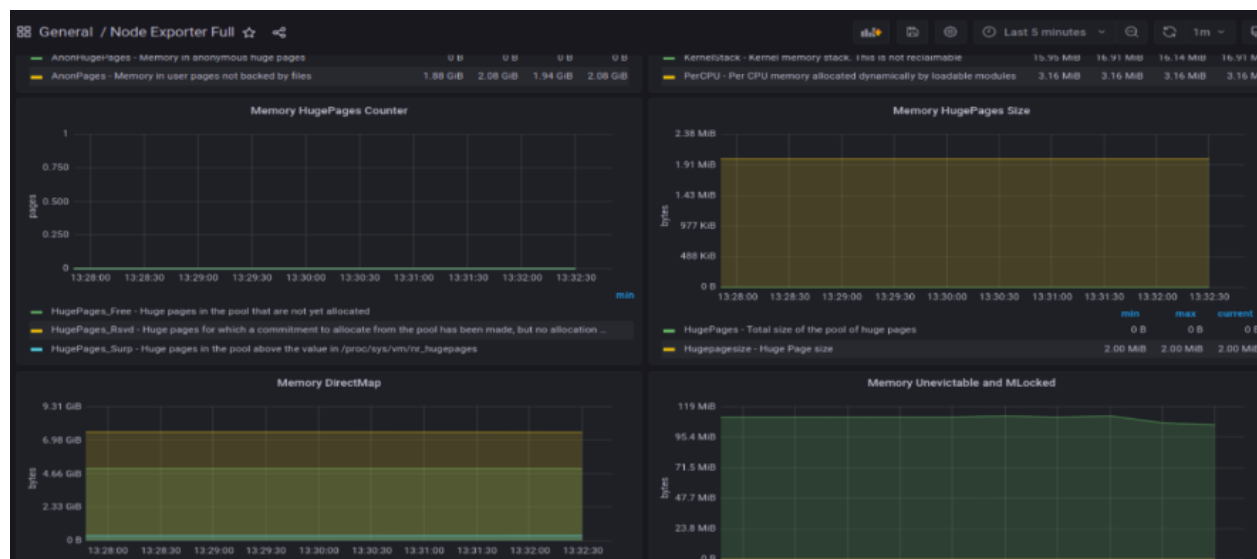 General / Node Exporter Full
Last 5 minutes
1m
AnonHugePages - Memory in anonymous huge pages 0 B 0 B 0 B 0 B
AnonPages - Memory in user pages not backed by files 1.88 GiB 2.08 GiB 1.94 GiB 2.08 GiB
KernelStack - Kernel memory stack. This is not reclaimable 15.95 MiB 16.91 MiB 16.14 MiB 16.91 M
PerCPU - Per CPU memory allocated dynamically by loadable modules 3.16 MiB 3.16 MiB 3.16 MiB 3.16 M
Memory HugePages Counter
1
0.750
0.500
0.250
0
pages
13:28:00 13:28:30 13:29:00 13:29:30 13:30:00 13:30:30 13:31:00 13:31:30 13:32:00 13:32:30
min
HugePages_Free - Huge pages in the pool that are not yet allocated
HugePages_Rsvd - Huge pages for which a commitment to allocate from the pool has been made, but no allocation ...
HugePages_Surp - Huge pages in the pool above the value in /proc/sys/vm/nr_hugepages
Memory HugePages Size
2.38 MiB
1.91 MiB
1.43 MiB
977 KiB
488 KiB
0 B
bytes
13:28:00 13:28:30 13:29:00 13:29:30 13:30:00 13:30:30 13:31:00 13:31:30 13:32:00 13:32:30
min max current
HugePages - Total size of the pool of huge pages 0 B 0 B 0 B
Hugepagesize - Huge Page size 2.00 MiB 2.00 MiB 2.00 MiB
Memory DirectMap
9.31 GiB
6.98 GiB
4.66 GiB
2.33 GiB
0 B
bytes
13:28:00 13:28:30 13:29:00 13:29:30 13:30:00 13:30:30 13:31:00 13:31:30 13:32:00 13:32:30
Memory Unevictable and MLocked
119 MiB
95.4 MiB
71.5 MiB
47.7 MiB
23.8 MiB
0 B
bytes